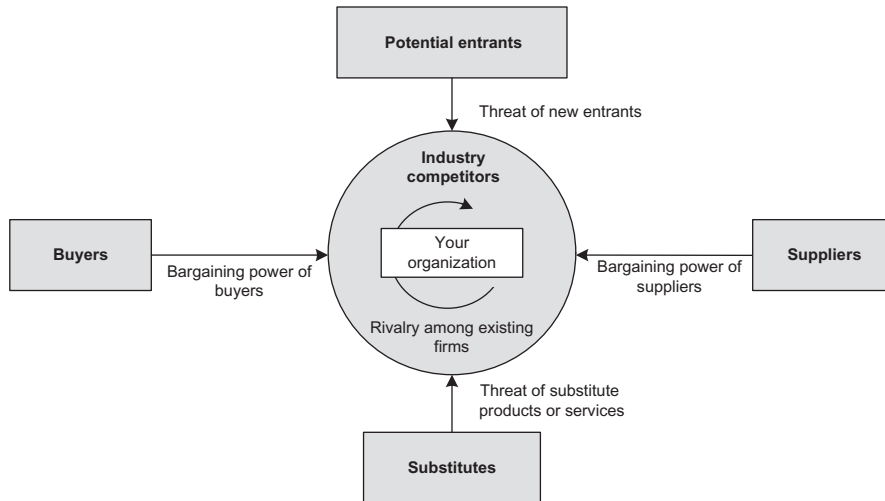 Potential entrants
Threat of new entrants
Industry
competitors
Your
organization
Buyers
Bargaining power of
buyers
Bargaining power of
suppliers
Suppliers
Rivalry among existing
firms
Threat of substitute
products or services
Substitutes